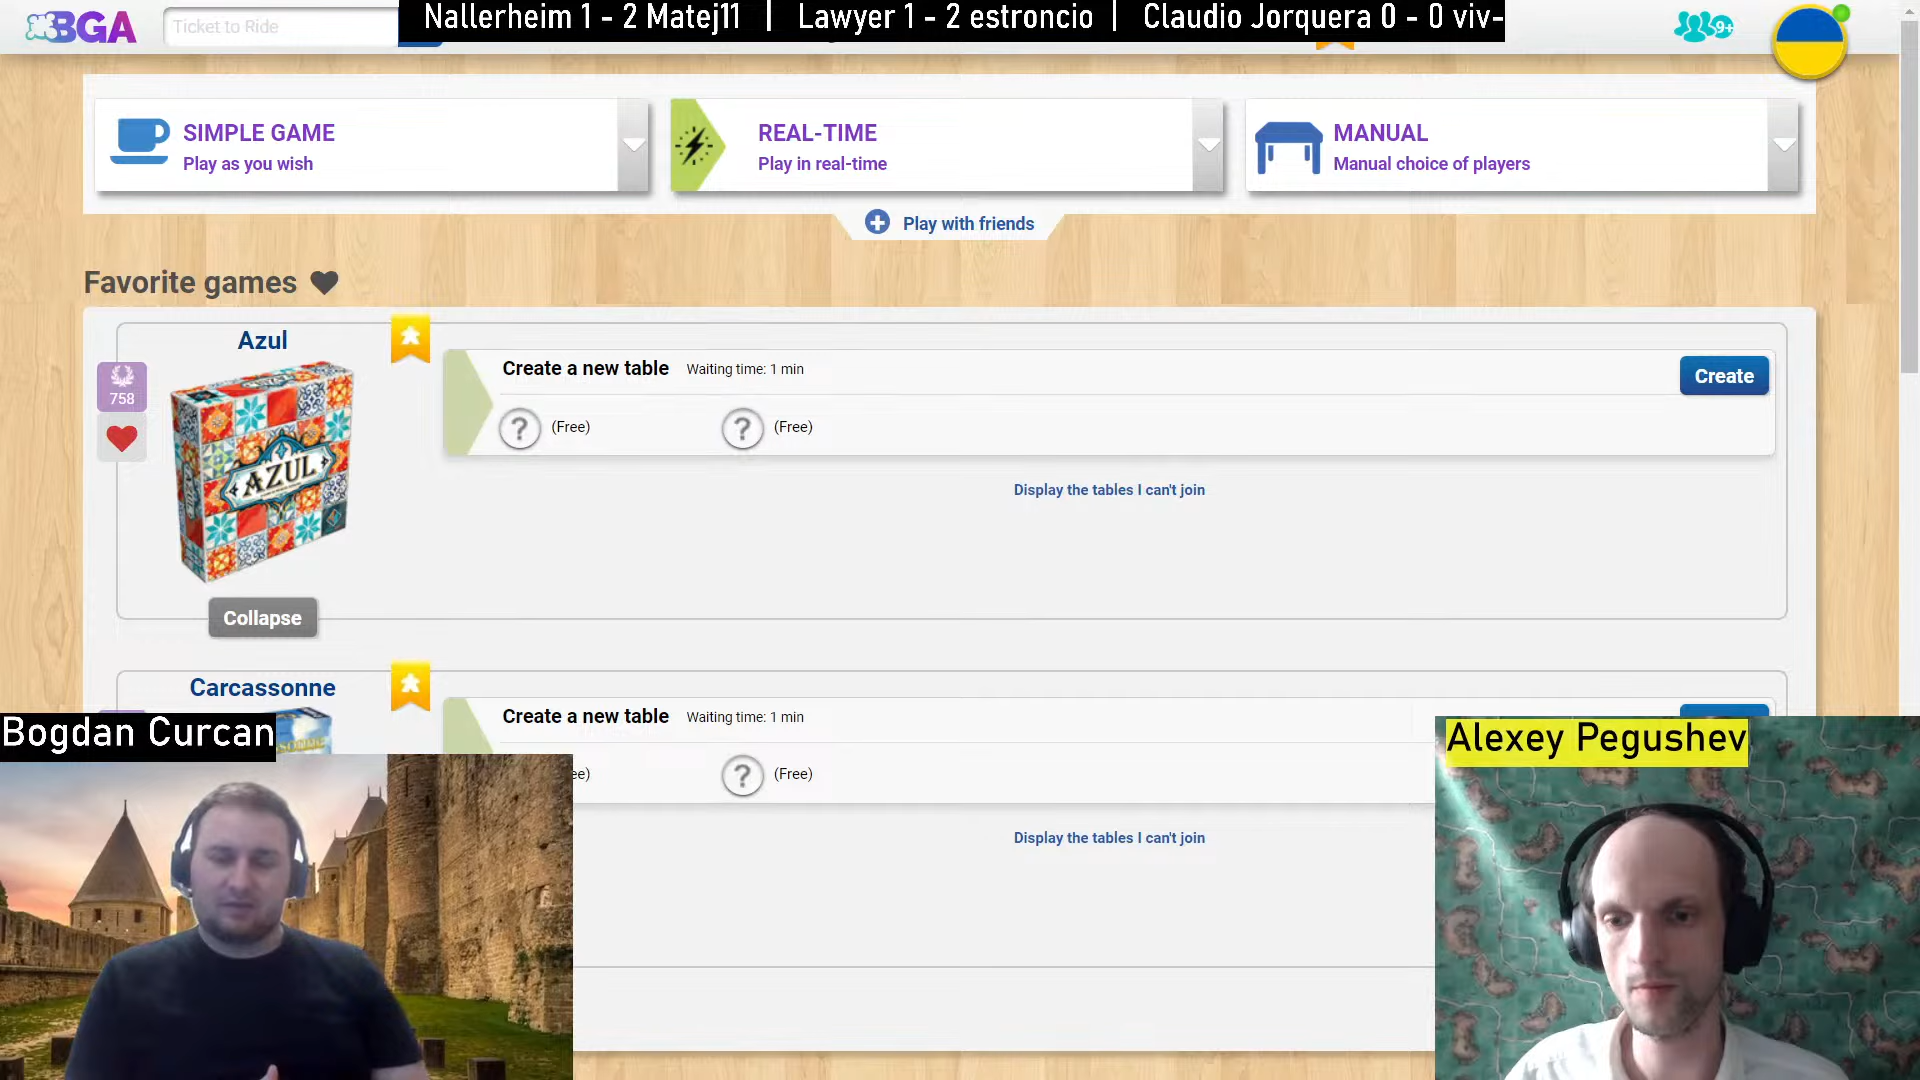 BGA
Ticket to Ride
Nallerheim 1 - 2 Matej11 | Lawyer 1 - 2 estroncio | Claudio Jorquera 0 - 0 viv-
9+
SIMPLE GAME
Play as you wish
REAL-TIME
Play in real-time
MANUAL
Manual choice of players
Play with friends
Favorite games
Azul
758
AZUL
Create a new table Waiting time: 1 min
Create
? (Free) ? (Free)
Display the tables I can't join
Collapse
Carcassonne
Create a new table Waiting time: 1 min
ee) ? (Free)
Display the tables I can't join
Bogdan Curcan
Alexey Pegushev